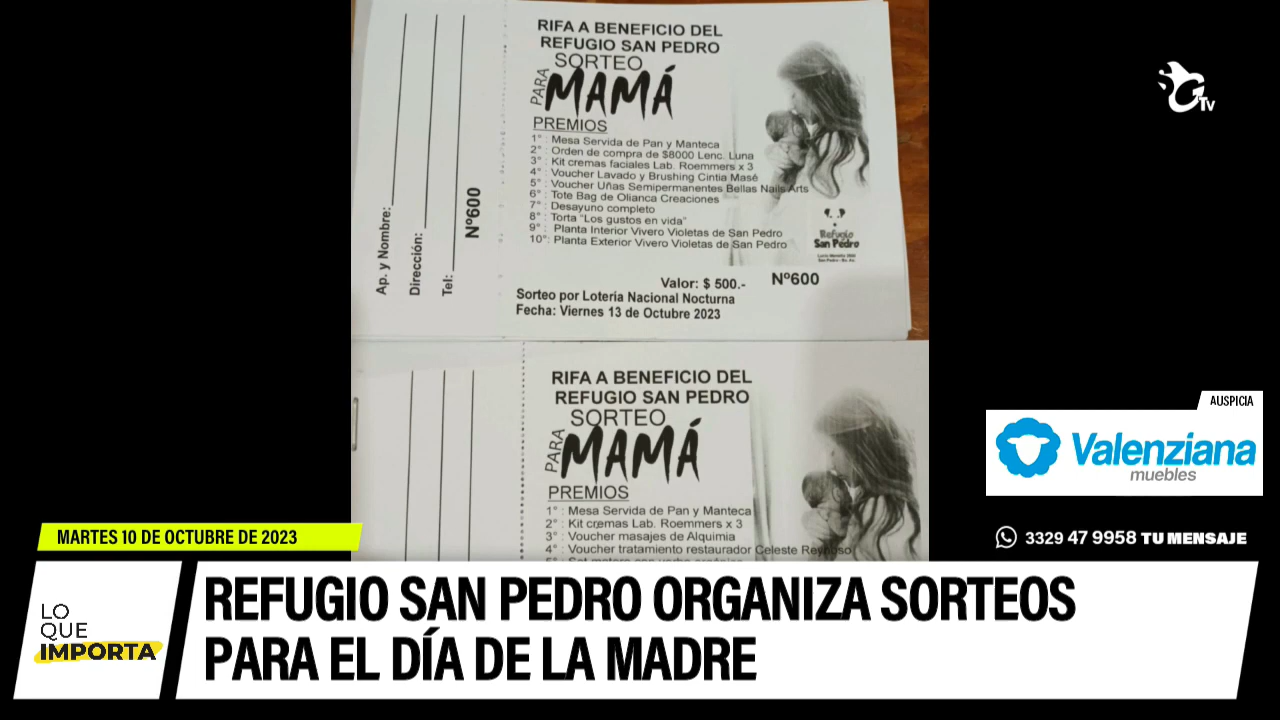 RIFA A BENEFICIO DEL
REFUGIO SAN PEDRO
SORTEO
PARA
MAMÁ
PREMIOS
1° : Mesa Servida de Pan y Manteca
2° : Orden de compra de $8000 Lenc. Luna
3° : Kit cremas faciales Lab. Roemmers x 3
4° : Voucher Lavado y Brushing Cintia Masé
5° : Voucher Uñas Semipermanentes Bellas Nails Arts
6° : Tote Bag de Olianca Creaciones
7° : Desayuno completo
8° : Torta "Los gustos en vida"
9° : Planta Interior Vivero Violetas de San Pedro
10°: Planta Exterior Vivero Violetas de San Pedro
Refugio
San Pedro
Valor: $ 500.-
Nº600
Sorteo por Lotería Nacional Nocturna
Fecha: Viernes 13 de Octubre 2023
Ap. y Nombre:
Dirección:
Tel:
Nº600
RIFA A BENEFICIO DEL
REFUGIO SAN PEDRO
SORTEO
PARA
MAMÁ
PREMIOS
1° : Mesa Servida de Pan y Manteca
2° : Kit cremas Lab. Roemmers x 3
3° : Voucher masajes de Alquimia
4° : Voucher tratamiento restaurador Celeste Reynoso
GTV
AUSPICIA
Valenziana
muebles
3329 47 9958 TU MENSAJE
MARTES 10 DE OCTUBRE DE 2023
LO
QUE
IMPORTA
REFUGIO SAN PEDRO ORGANIZA SORTEOS
PARA EL DÍA DE LA MADRE